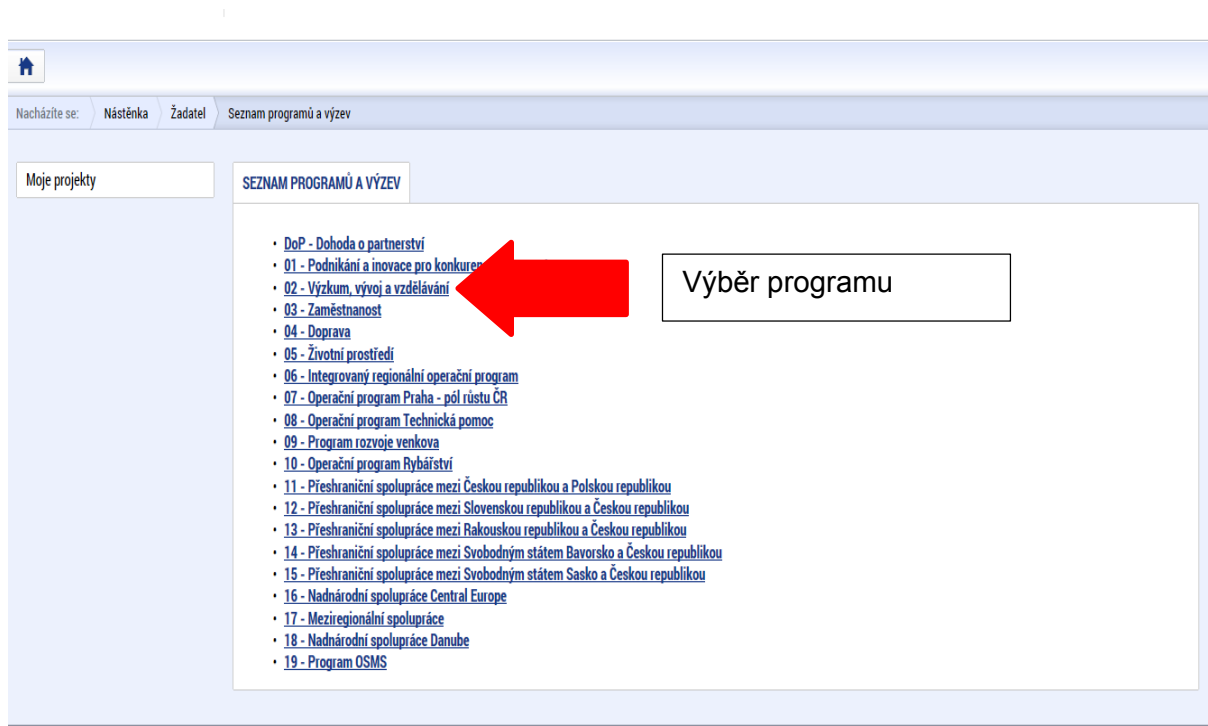 Nacházíte se: Nástěnka Žadatel Seznam programů a výzev
Moje projekty
SEZNAM PROGRAMŮ A VÝZEV
• DoP - Dohoda o partnerství
• 01 - Podnikání a inovace pro
• 02 - Výzkum, vývoj a vzdělávání
Výběr programu
• 03 - Zaměstnanost
• 04 - Doprava
• 05 - Životní prostředí
• 06 - Integrovaný regionální operační program
• 07 - Operační program Praha - pól růstu ČR
• 08 - Operační program Technická pomoc
• 09 - Program rozvoje venkova
• 10 - Operační program Rybářství
• 11 - Přeshraniční spolupráce mezi Českou republikou a Polskou republikou
• 12 - Přeshraniční spolupráce mezi Slovenskou republikou a Českou republikou
• 13 - Přeshraniční spolupráce mezi Rakouskou republikou a Českou republikou
• 14 - Přeshraniční spolupráce mezi Svobodným státem Bavorsko a Českou republikou
• 15 - Přeshraniční spolupráce mezi Svobodným státem Sasko a Českou republikou
• 16 - Nadnárodní spolupráce Central Europe
• 17 - Meziregionální spolupráce
• 18 - Nadnárodní spolupráce Danube
• 19 - Program OSMS